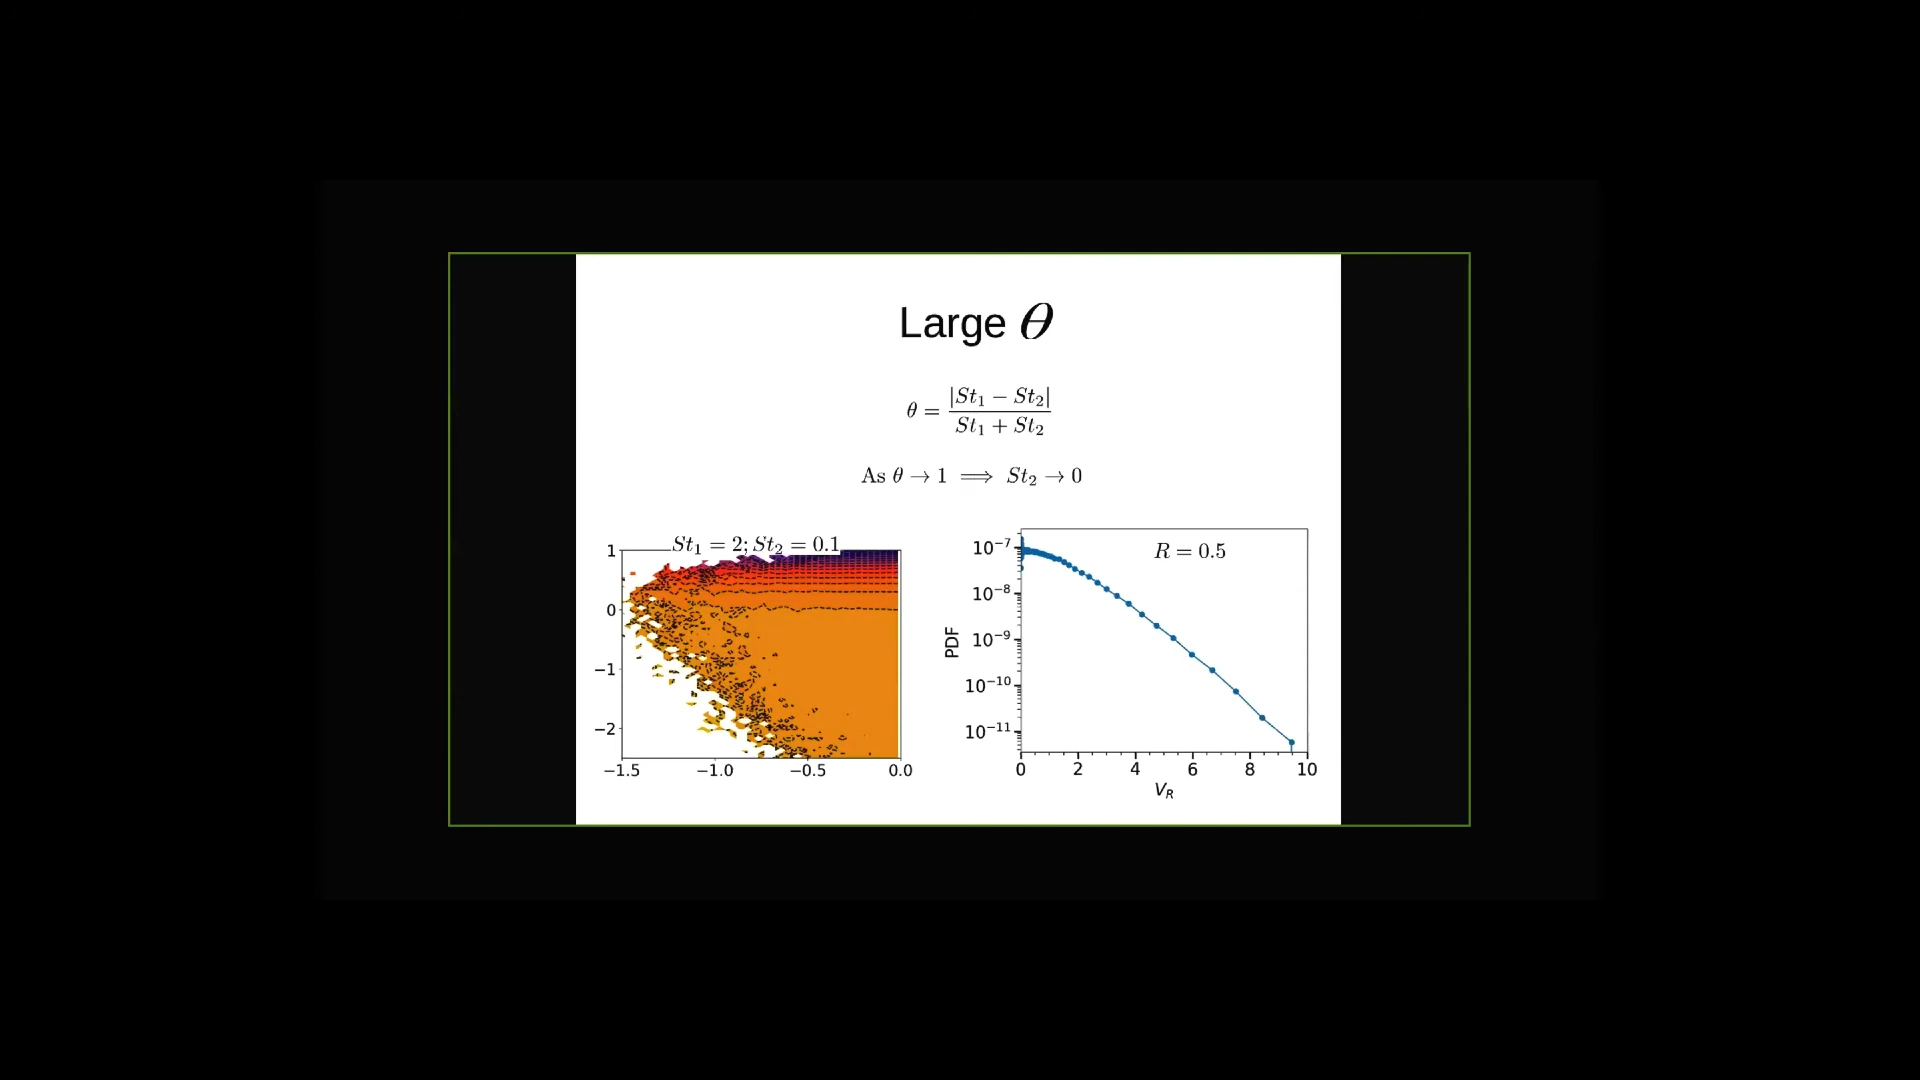 Large θ
θ = |St₁ − St₂| / St₁ + St₂
As θ → 1 ⟹ St₂ → 0
St₁ = 2; St₂ = 0.1
1
0
−1
−2
−1.5 −1.0 −0.5 0.0
R = 0.5
10⁻⁷
10⁻⁸
10⁻⁹
10⁻¹⁰
10⁻¹¹
PDF
0 2 4 6 8 10
V_R